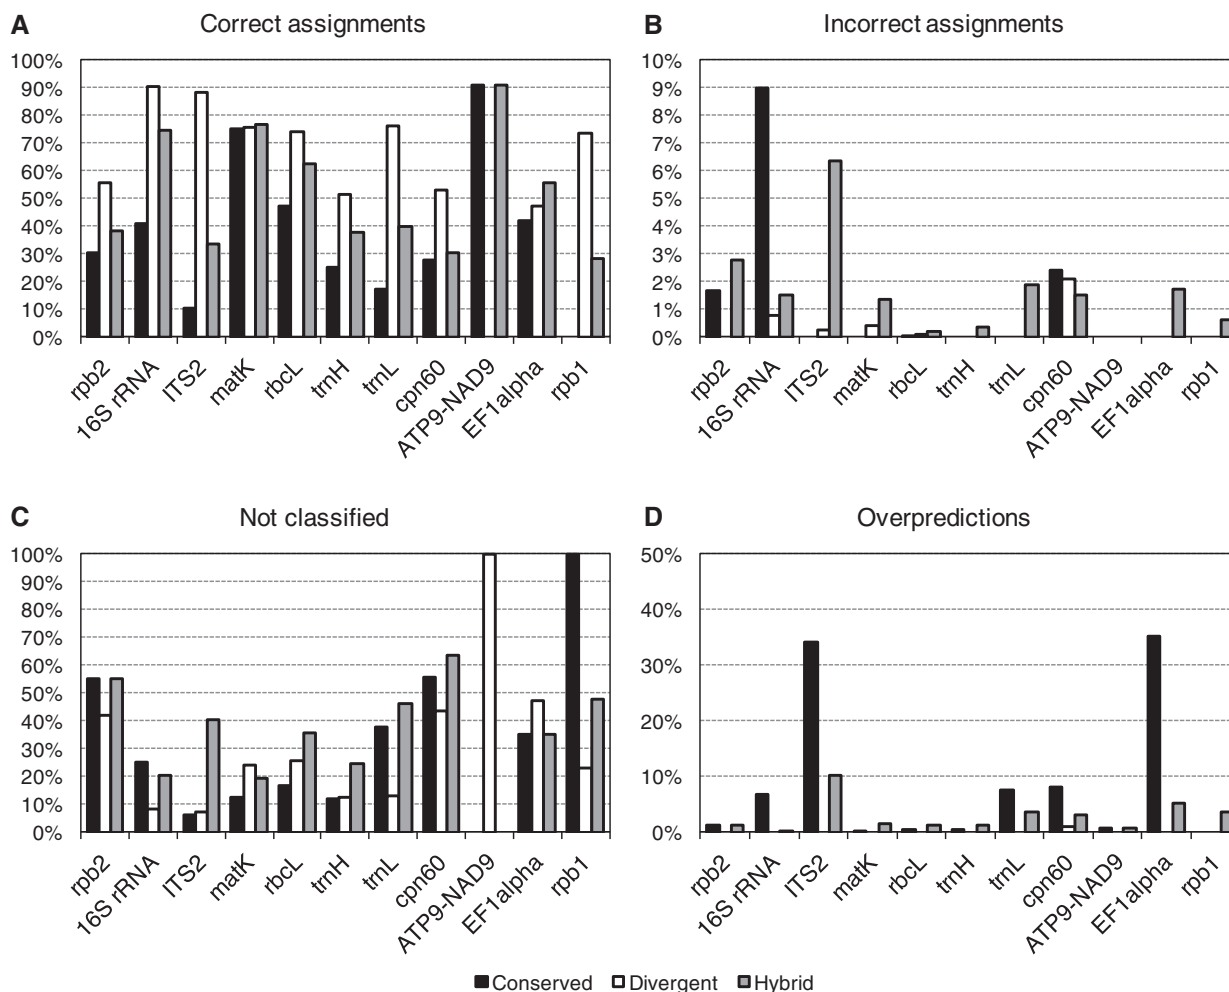 A Correct assignments
100%
90%
80%
70%
60%
50%
40%
30%
20%
10%
0%
rpb2
16S rRNA
ITS2
matK
rbcL
trnH
trnL
cpn60
ATP9-NAD9
EF1alpha
rpb1
B Incorrect assignments
10%
9%
8%
7%
6%
5%
4%
3%
2%
1%
0%
rpb2
16S rRNA
ITS2
matK
rbcL
trnH
trnL
cpn60
ATP9-NAD9
EF1alpha
rpb1
C Not classified
100%
90%
80%
70%
60%
50%
40%
30%
20%
10%
0%
rpb2
16S rRNA
ITS2
matK
rbcL
trnH
trnL
cpn60
ATP9-NAD9
EF1alpha
rpb1
D Overpredictions
50%
40%
30%
20%
10%
0%
rpb2
16S rRNA
ITS2
matK
rbcL
trnH
trnL
cpn60
ATP9-NAD9
EF1alpha
rpb1
Conserved Divergent Hybrid